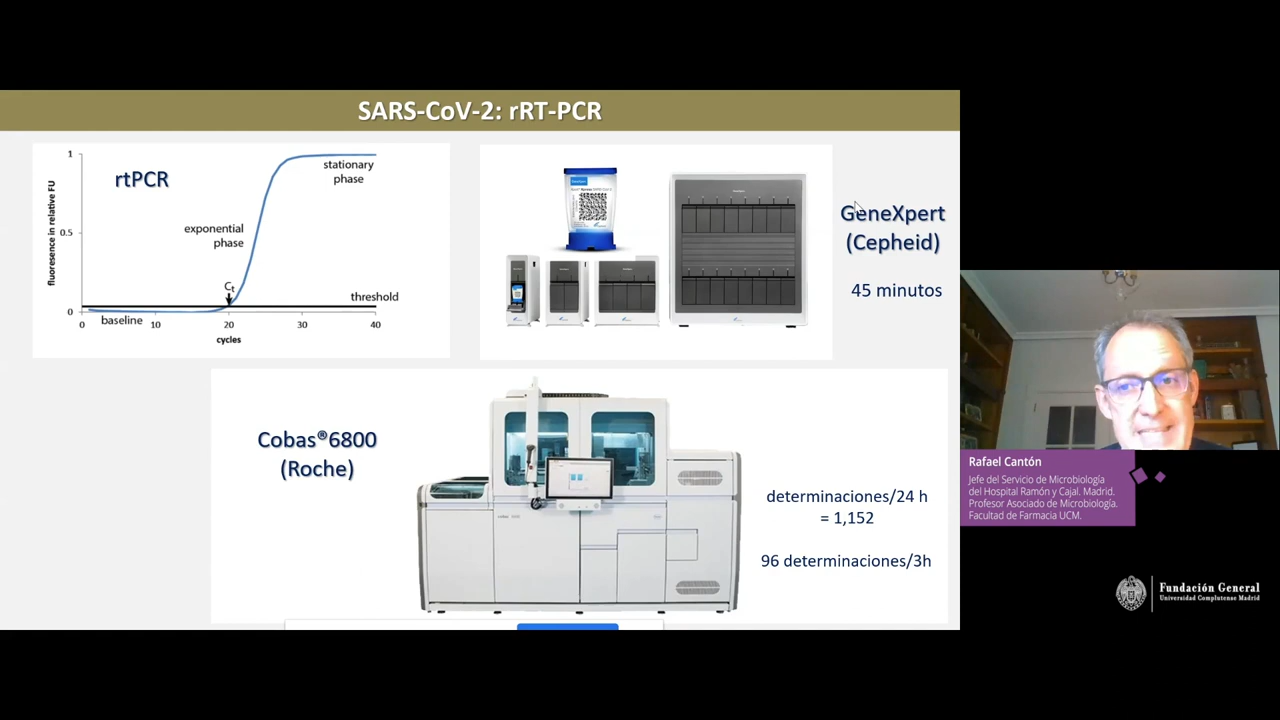 SARS-CoV-2: rRT-PCR
rtPCR
fluoresence in relative FU
1
0.5
0
stationary
phase
exponential
phase
Ct
threshold
baseline
0 10 20 30 40
cycles
GeneXpert
(Cepheid)
45 minutos
Cobas®6800
(Roche)
determinaciones/24 h
= 1,152
96 determinaciones/3h
Rafael Cantón
Jefe del Servicio de Microbiología
del Hospital Ramón y Cajal. Madrid.
Profesor Asociado de Microbiología.
Facultad de Farmacia UCM.
Fundación General
Universidad Complutense Madrid